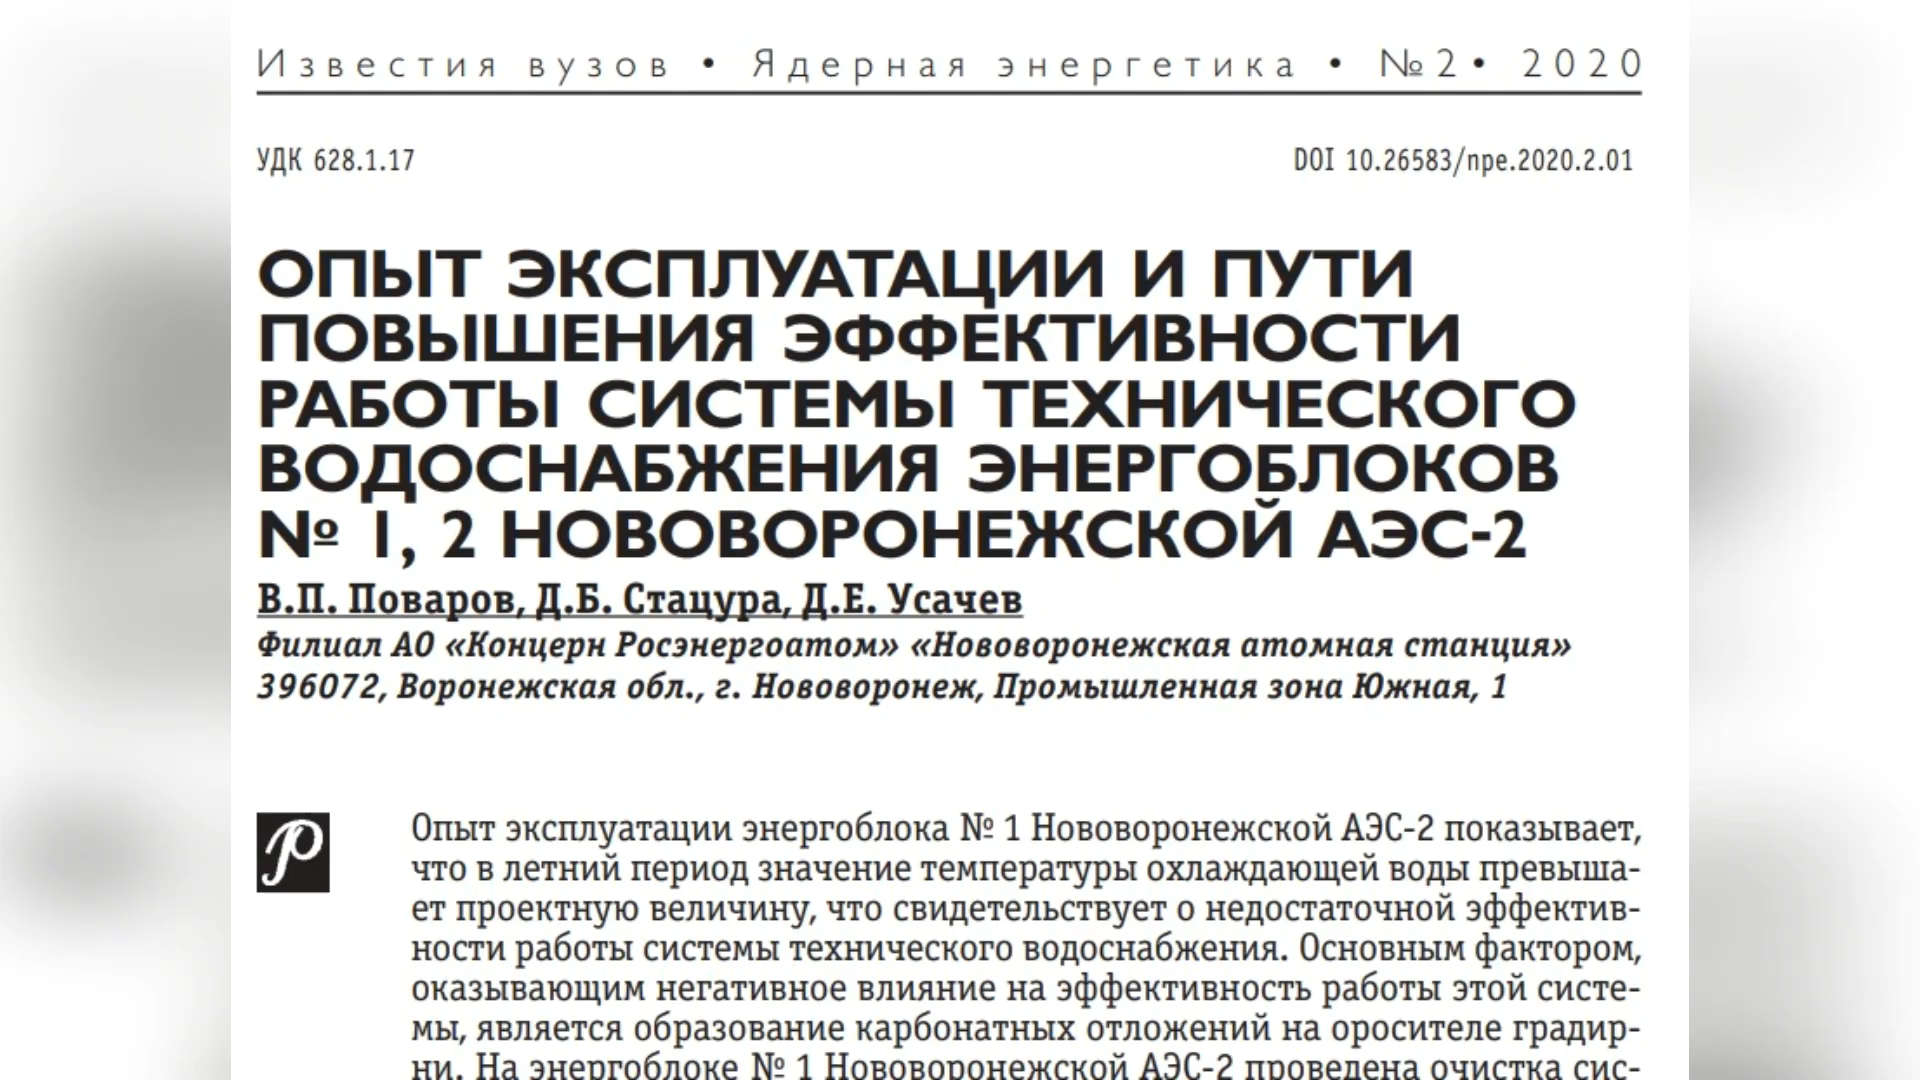 Известия вузов • Ядерная энергетика • №2• 2020
УДК 628.1.17
DOI 10.26583/npe.2020.2.01
ОПЫТ ЭКСПЛУАТАЦИИ И ПУТИ
ПОВЫШЕНИЯ ЭФФЕКТИВНОСТИ
РАБОТЫ СИСТЕМЫ ТЕХНИЧЕСКОГО
ВОДОСНАБЖЕНИЯ ЭНЕРГОБЛОКОВ
№ 1, 2 НОВОВОРОНЕЖСКОЙ АЭС-2
В.П. Поваров, Д.Б. Стацура, Д.Е. Усачев
Филиал АО «Концерн Росэнергоатом» «Нововоронежская атомная станция»
396072, Воронежская обл., г. Нововоронеж, Промышленная зона Южная, 1
Опыт эксплуатации энергоблока № 1 Нововоронежской АЭС-2 показывает,
что в летний период значение температуры охлаждающей воды превыша-
ет проектную величину, что свидетельствует о недостаточной эффектив-
ности работы системы технического водоснабжения. Основным фактором,
оказывающим негативное влияние на эффективность работы этой систе-
мы, является образование карбонатных отложений на оросителе градир-
ни. На энергоблоке № 1 Нововоронежской АЭС-2 проведена очистка сис-